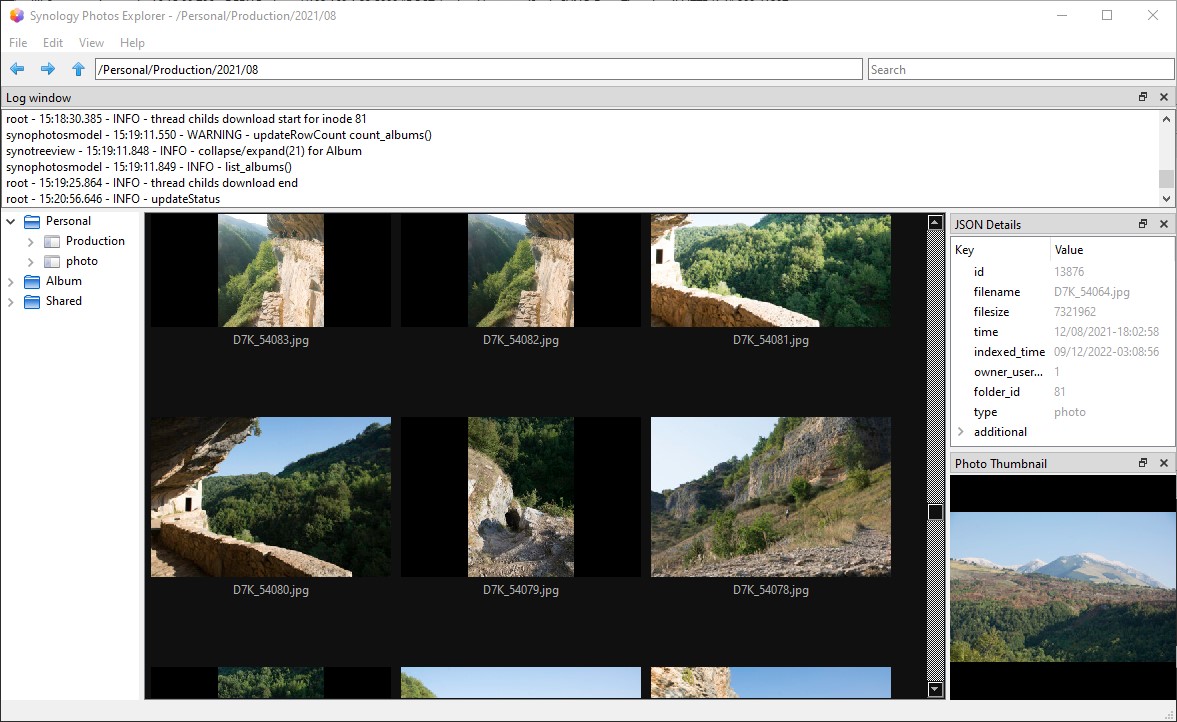 Synology Photos Explorer - /Personal/Production/2021/08
File Edit View Help
/Personal/Production/2021/08
Search
Log window
root - 15:18:30.385 - INFO - thread childs download start for inode 81
synophotosmodel - 15:19:11.550 - WARNING - updateRowCount count_albums()
synotreeview - 15:19:11.848 - INFO - collapse/expand(21) for Album
synophotosmodel - 15:19:11.849 - INFO - list_albums()
root - 15:19:25.864 - INFO - thread childs download end
root - 15:20:56.646 - INFO - updateStatus
Personal
Production
photo
Album
Shared
D7K_54083.jpg D7K_54082.jpg D7K_54081.jpg
D7K_54080.jpg D7K_54079.jpg D7K_54078.jpg
JSON Details
Key Value
id 13876
filename D7K_54064.jpg
filesize 7321962
time 12/08/2021-18:02:58
indexed_time 09/12/2022-03:08:56
owner_user... 1
folder_id 81
type photo
additional
Photo Thumbnail